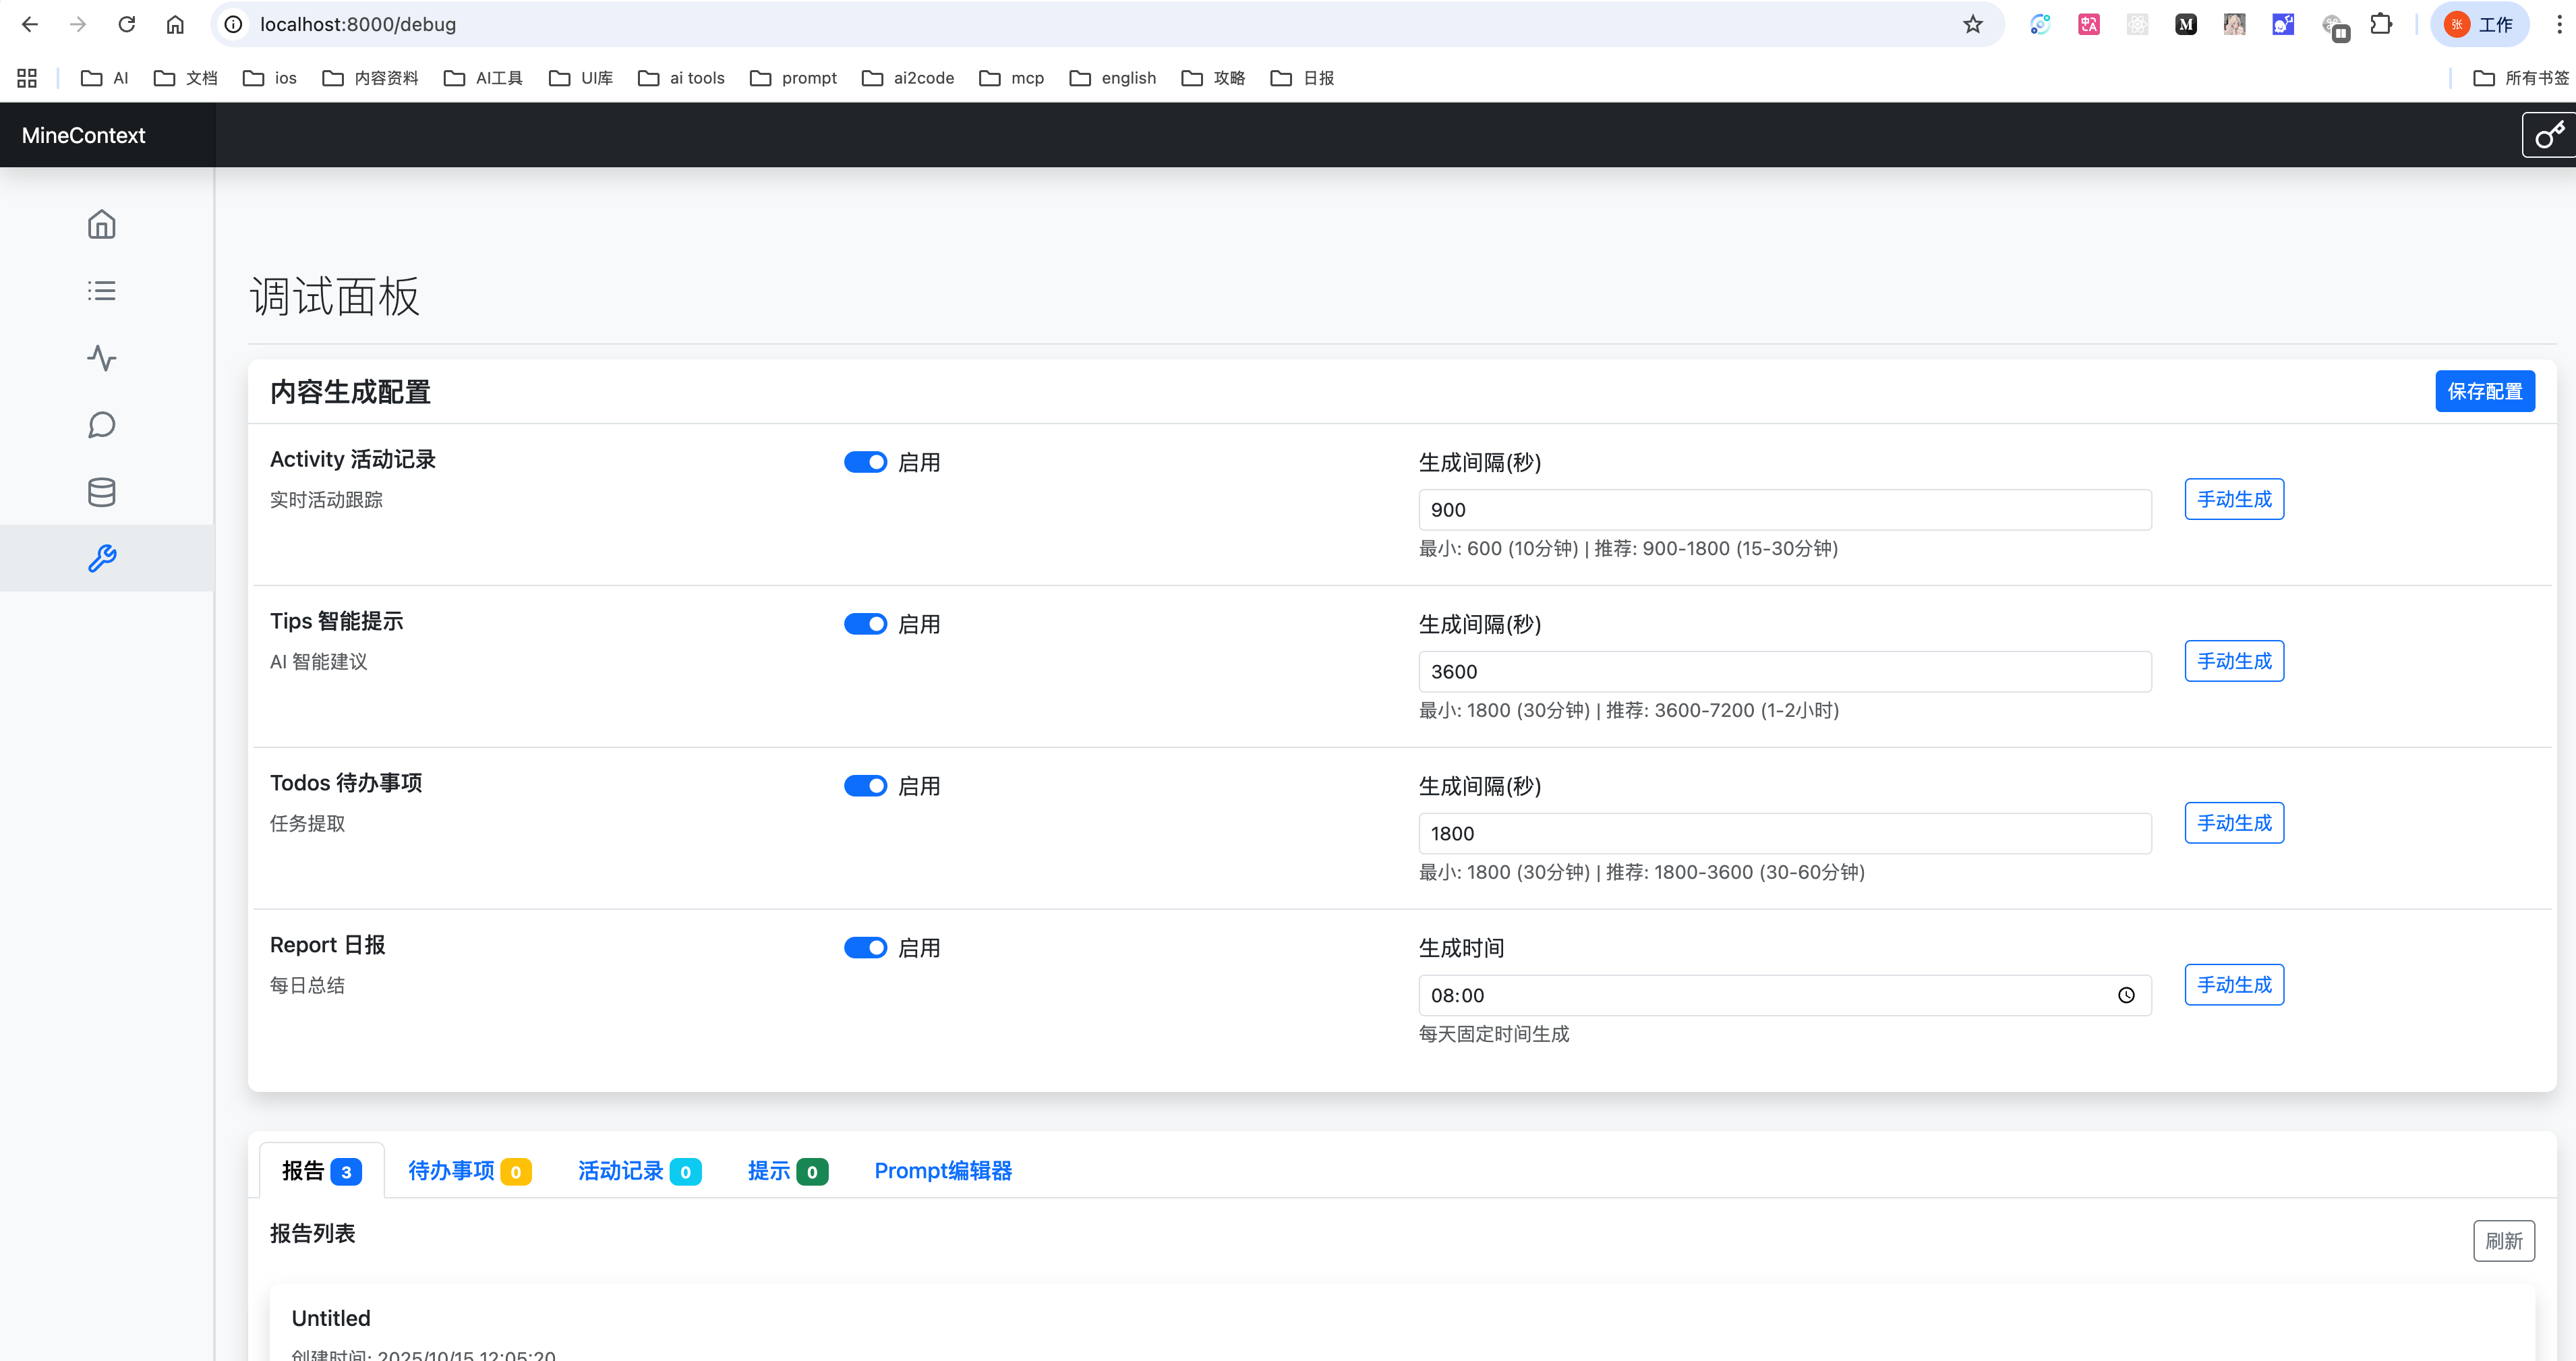 localhost:8000/debug
M
张 工作
AI 文档 ios 内容资料 AI工具 UI库 ai tools prompt ai2code mcp english 攻略 日报 所有书签
MineContext
调试面板
内容生成配置
保存配置
Activity 活动记录
实时活动跟踪
启用
生成间隔(秒)
900
最小: 600 (10分钟) | 推荐: 900-1800 (15-30分钟)
手动生成
Tips 智能提示
AI 智能建议
启用
生成间隔(秒)
3600
最小: 1800 (30分钟) | 推荐: 3600-7200 (1-2小时)
手动生成
Todos 待办事项
任务提取
启用
生成间隔(秒)
1800
最小: 1800 (30分钟) | 推荐: 1800-3600 (30-60分钟)
手动生成
Report 日报
每日总结
启用
生成时间
08:00
每天固定时间生成
手动生成
报告 3 待办事项 0 活动记录 0 提示 0 Prompt编辑器
报告列表
刷新
Untitled
创建时间: 2025/10/15 12:05:20